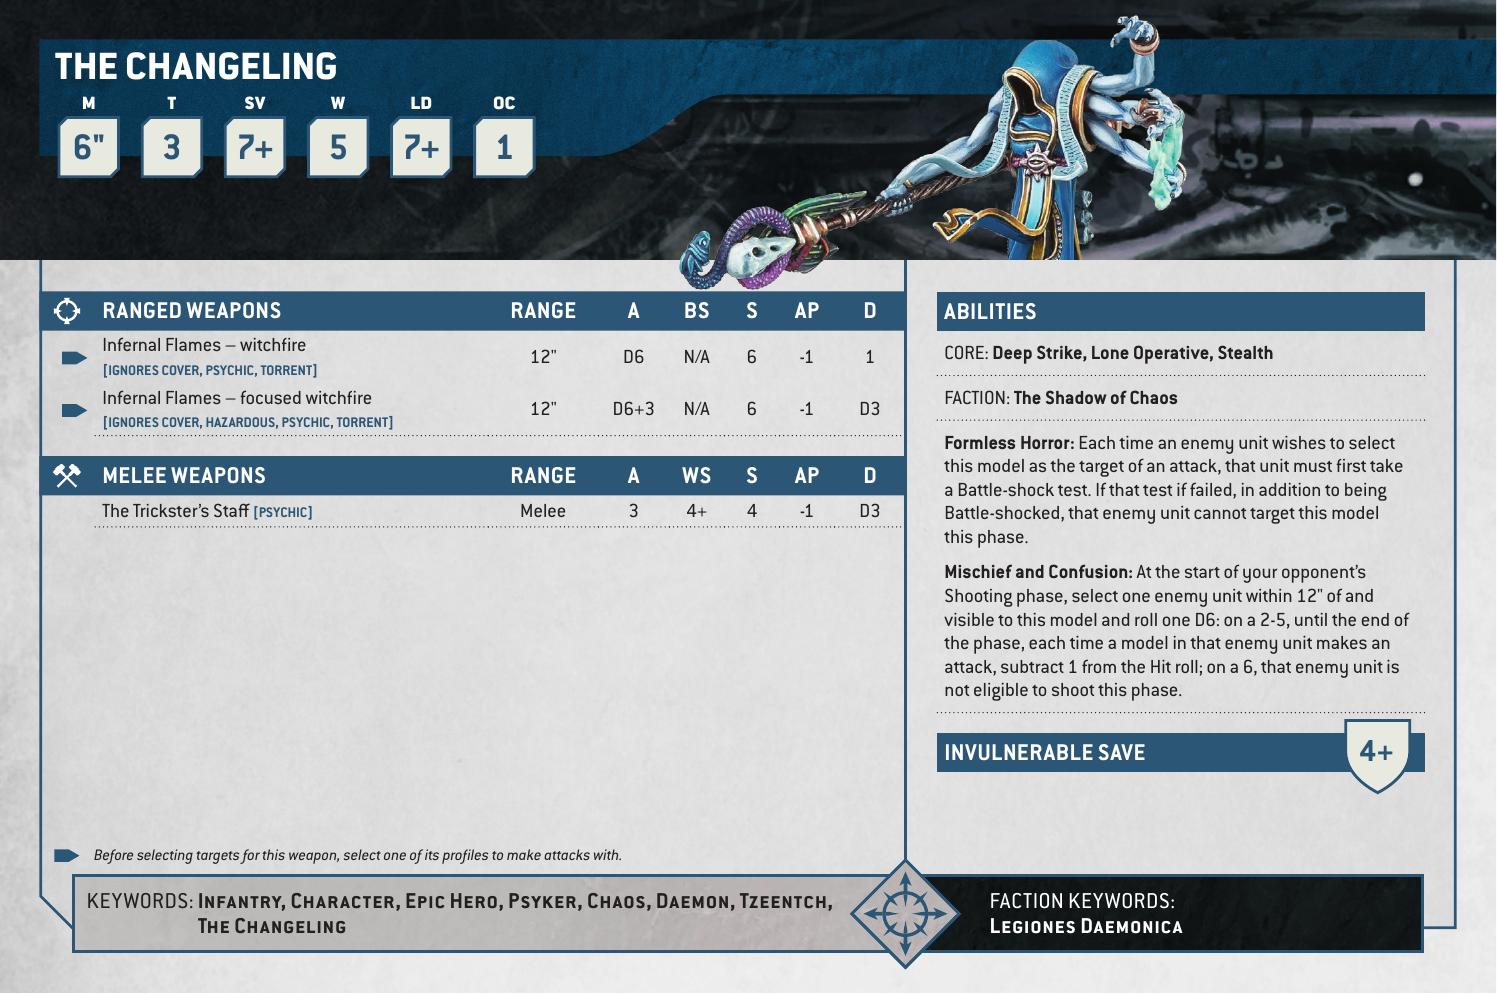 THE CHANGELING
M T SV W LD OC
6" 3 7+ 5 7+ 1
RANGED WEAPONS RANGE A BS S AP D
Infernal Flames – witchfire 12" D6 N/A 6 -1 1
[IGNORES COVER, PSYCHIC, TORRENT]
Infernal Flames – focused witchfire 12" D6+3 N/A 6 -1 D3
[IGNORES COVER, HAZARDOUS, PSYCHIC, TORRENT]
MELEE WEAPONS RANGE A WS S AP D
The Trickster's Staff [PSYCHIC] Melee 3 4+ 4 -1 D3
Before selecting targets for this weapon, select one of its profiles to make attacks with.
ABILITIES
CORE: Deep Strike, Lone Operative, Stealth
FACTION: The Shadow of Chaos
Formless Horror: Each time an enemy unit wishes to select
this model as the target of an attack, that unit must first take
a Battle-shock test. If that test if failed, in addition to being
Battle-shocked, that enemy unit cannot target this model
this phase.
Mischief and Confusion: At the start of your opponent's
Shooting phase, select one enemy unit within 12" of and
visible to this model and roll one D6: on a 2-5, until the end of
the phase, each time a model in that enemy unit makes an
attack, subtract 1 from the Hit roll; on a 6, that enemy unit is
not eligible to shoot this phase.
INVULNERABLE SAVE 4+
KEYWORDS: INFANTRY, CHARACTER, EPIC HERO, PSYKER, CHAOS, DAEMON, TZEENTCH,
THE CHANGELING
FACTION KEYWORDS:
LEGIONES DAEMONICA